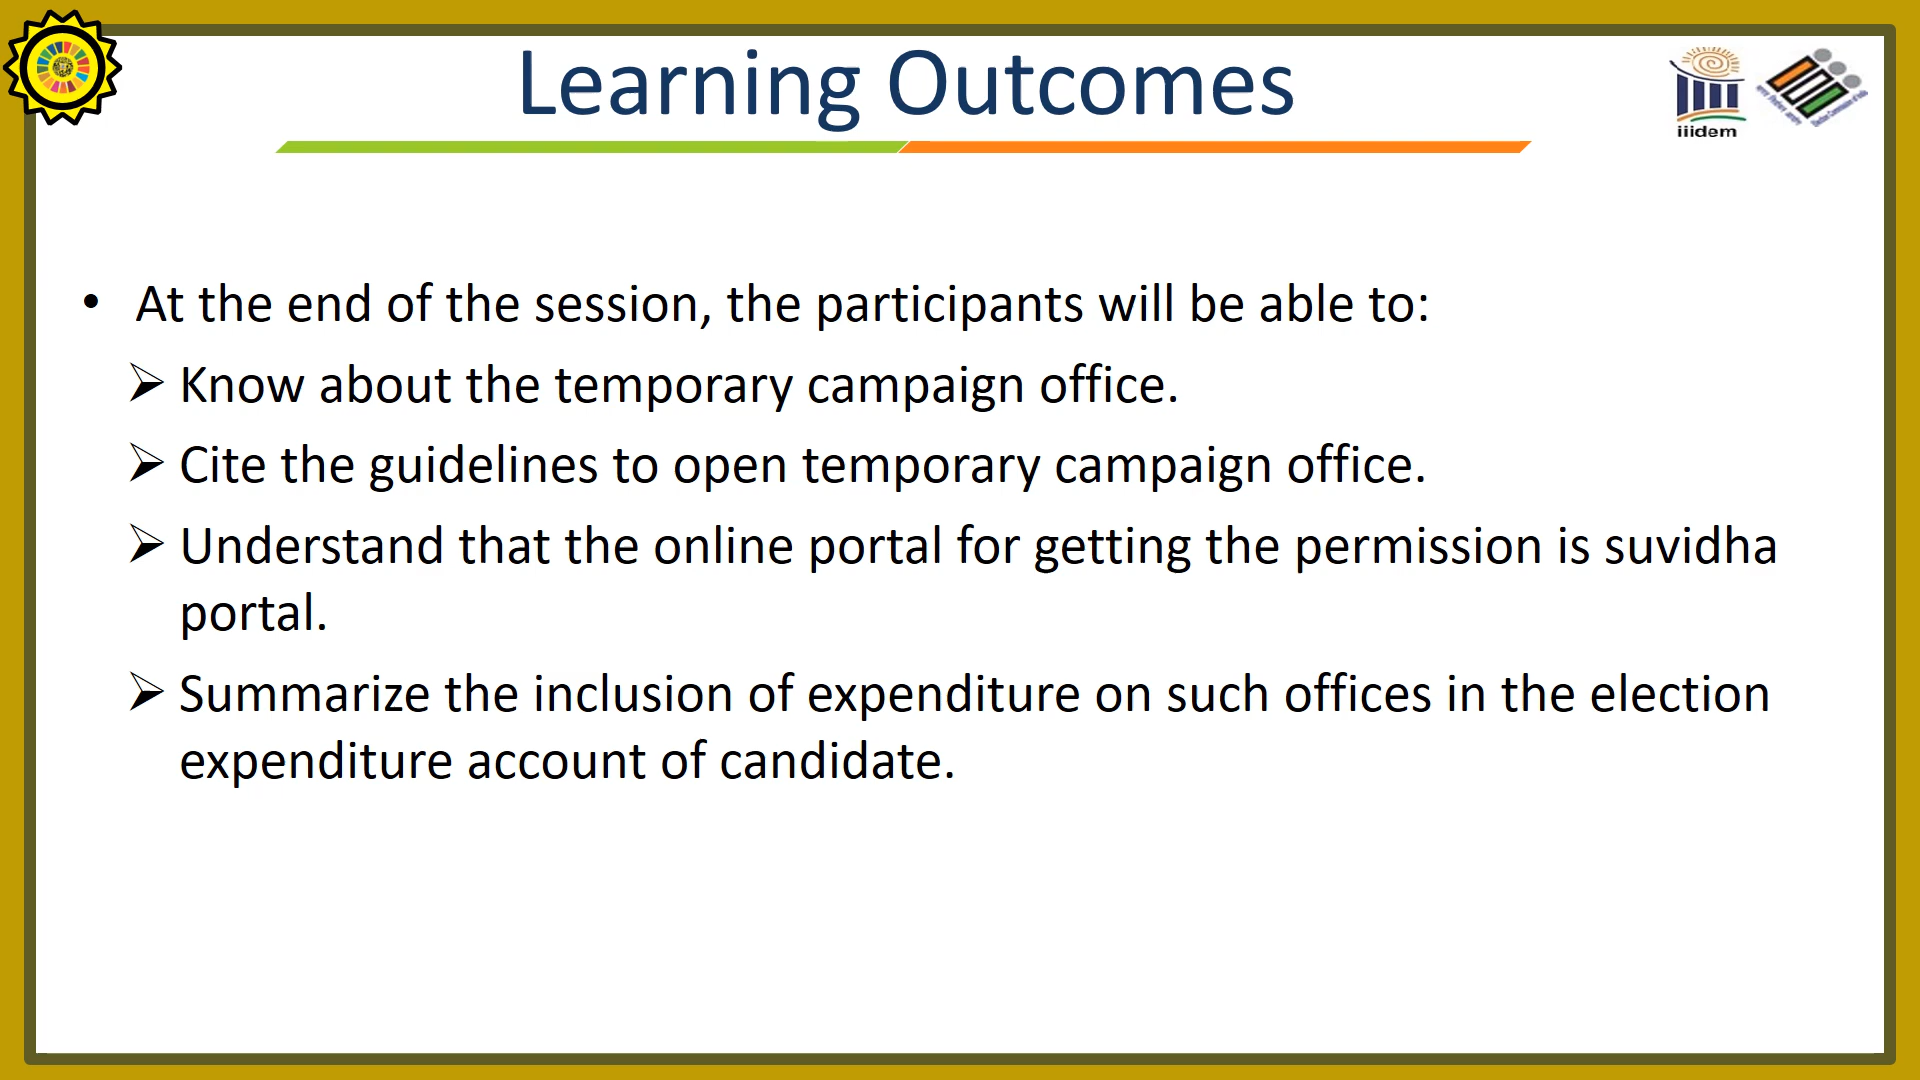 Learning Outcomes
iiidem
• At the end of the session, the participants will be able to:
➢ Know about the temporary campaign office.
➢ Cite the guidelines to open temporary campaign office.
➢ Understand that the online portal for getting the permission is suvidha
portal.
➢ Summarize the inclusion of expenditure on such offices in the election
expenditure account of candidate.